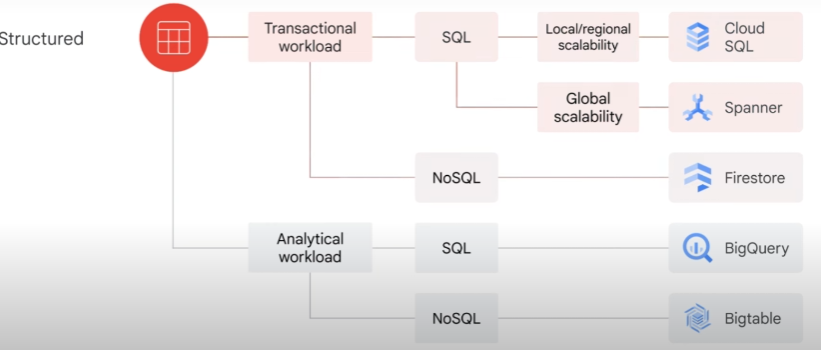 Structured
Transactional
workload
SQL
Local/regional
scalability
Cloud
SQL
Global
scalability
Spanner
NoSQL
Firestore
Analytical
workload
SQL
BigQuery
NoSQL
Bigtable